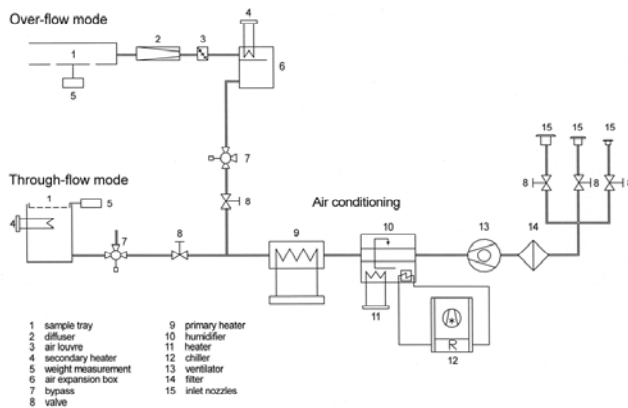 Over-flow mode
4
1
2
3
6
5
7
15
15
15
8
8
8
Through-flow mode
1
5
4
7
8
8
Air conditioning
9
10
13
14
11
12
R
1 sample tray
2 diffuser
3 air louvre
4 secondary heater
5 weight measurement
6 air expansion box
7 bypass
8 valve
9 primary heater
10 humidifier
11 heater
12 chiller
13 ventilator
14 filter
15 inlet nozzles